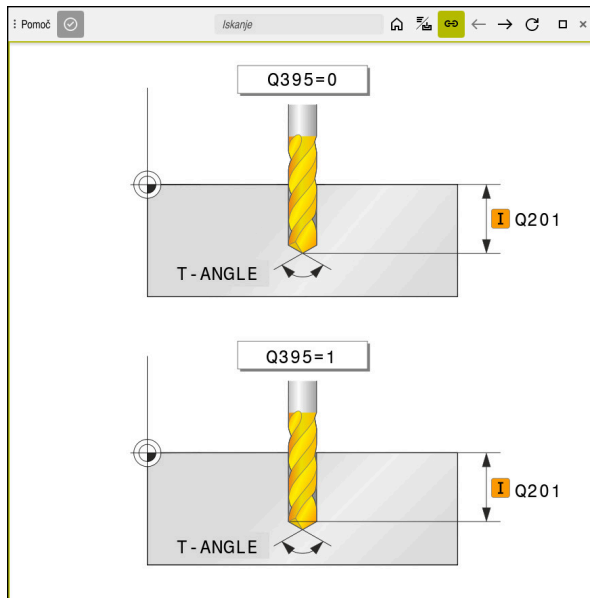 Pomoč
Iskanje
Q395=0
I Q201
T-ANGLE
Q395=1
I Q201
T-ANGLE